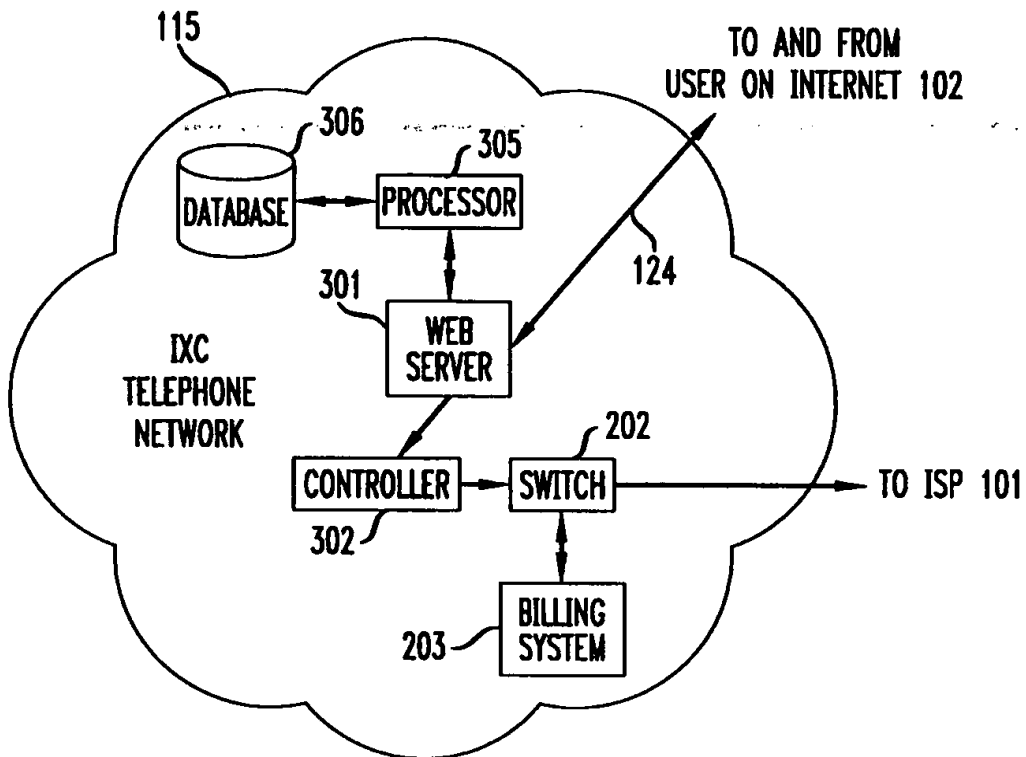 115
TO AND FROM
USER ON INTERNET 102
306
305
DATABASE
PROCESSOR
124
301
WEB
SERVER
IXC
TELEPHONE
NETWORK
202
CONTROLLER
SWITCH
TO ISP 101
302
BILLING
SYSTEM
203